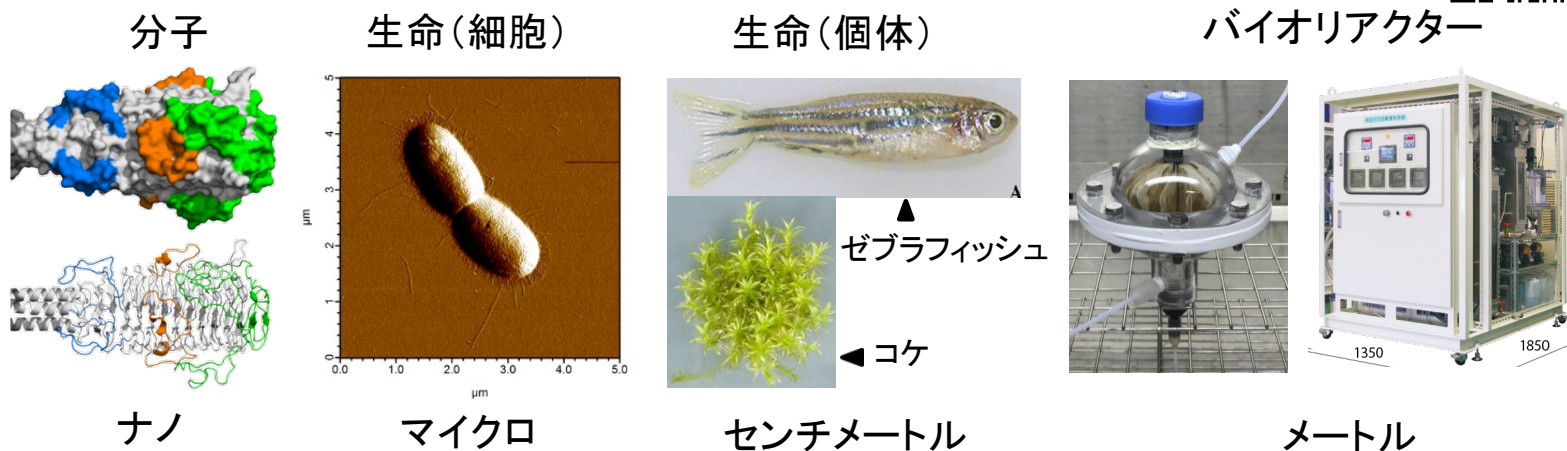 分子
生命（細胞）
生命（個体）
バイオリアクター
5
4
3
2
1
0
μm
0.0
1.0
2.0
3.0
4.0
5.0
μm
A
ゼブラフィッシュ
コケ
1350
1850
ナノ
マイクロ
センチメートル
メートル